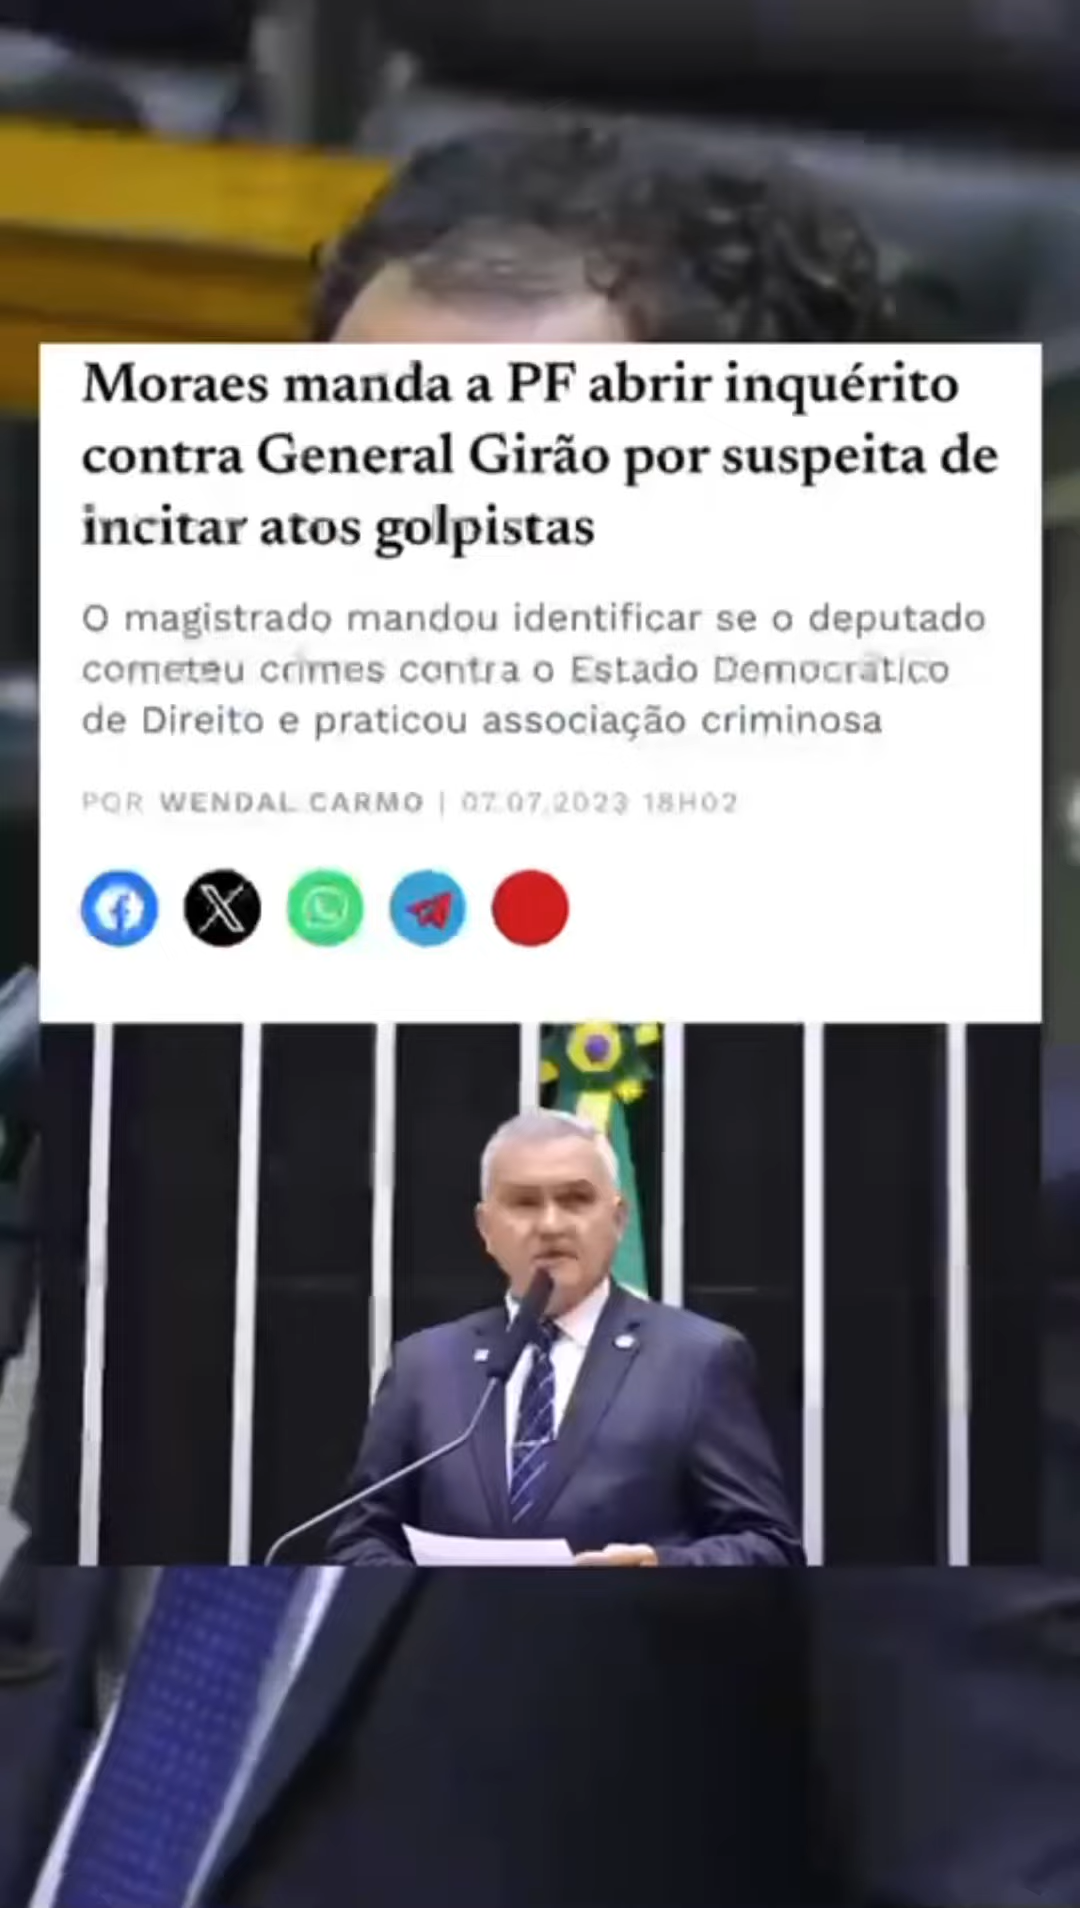 Moraes manda a PF abrir inquérito
contra General Girão por suspeita de
incitar atos golpistas
O magistrado mandou identificar se o deputado
cometeu crimes contra o Estado Democrático
de Direito e praticou associação criminosa
POR WENDAL CARMO | 07.07.2023 18H02